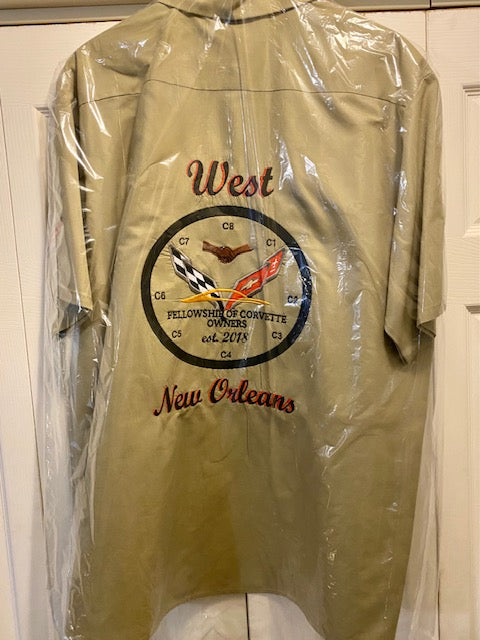 West
C8
C7
C1
C6
C2
FELLOWSHIP OF CORVETTE
OWNERS
est. 2018
C5
C3
C4
New Orleans